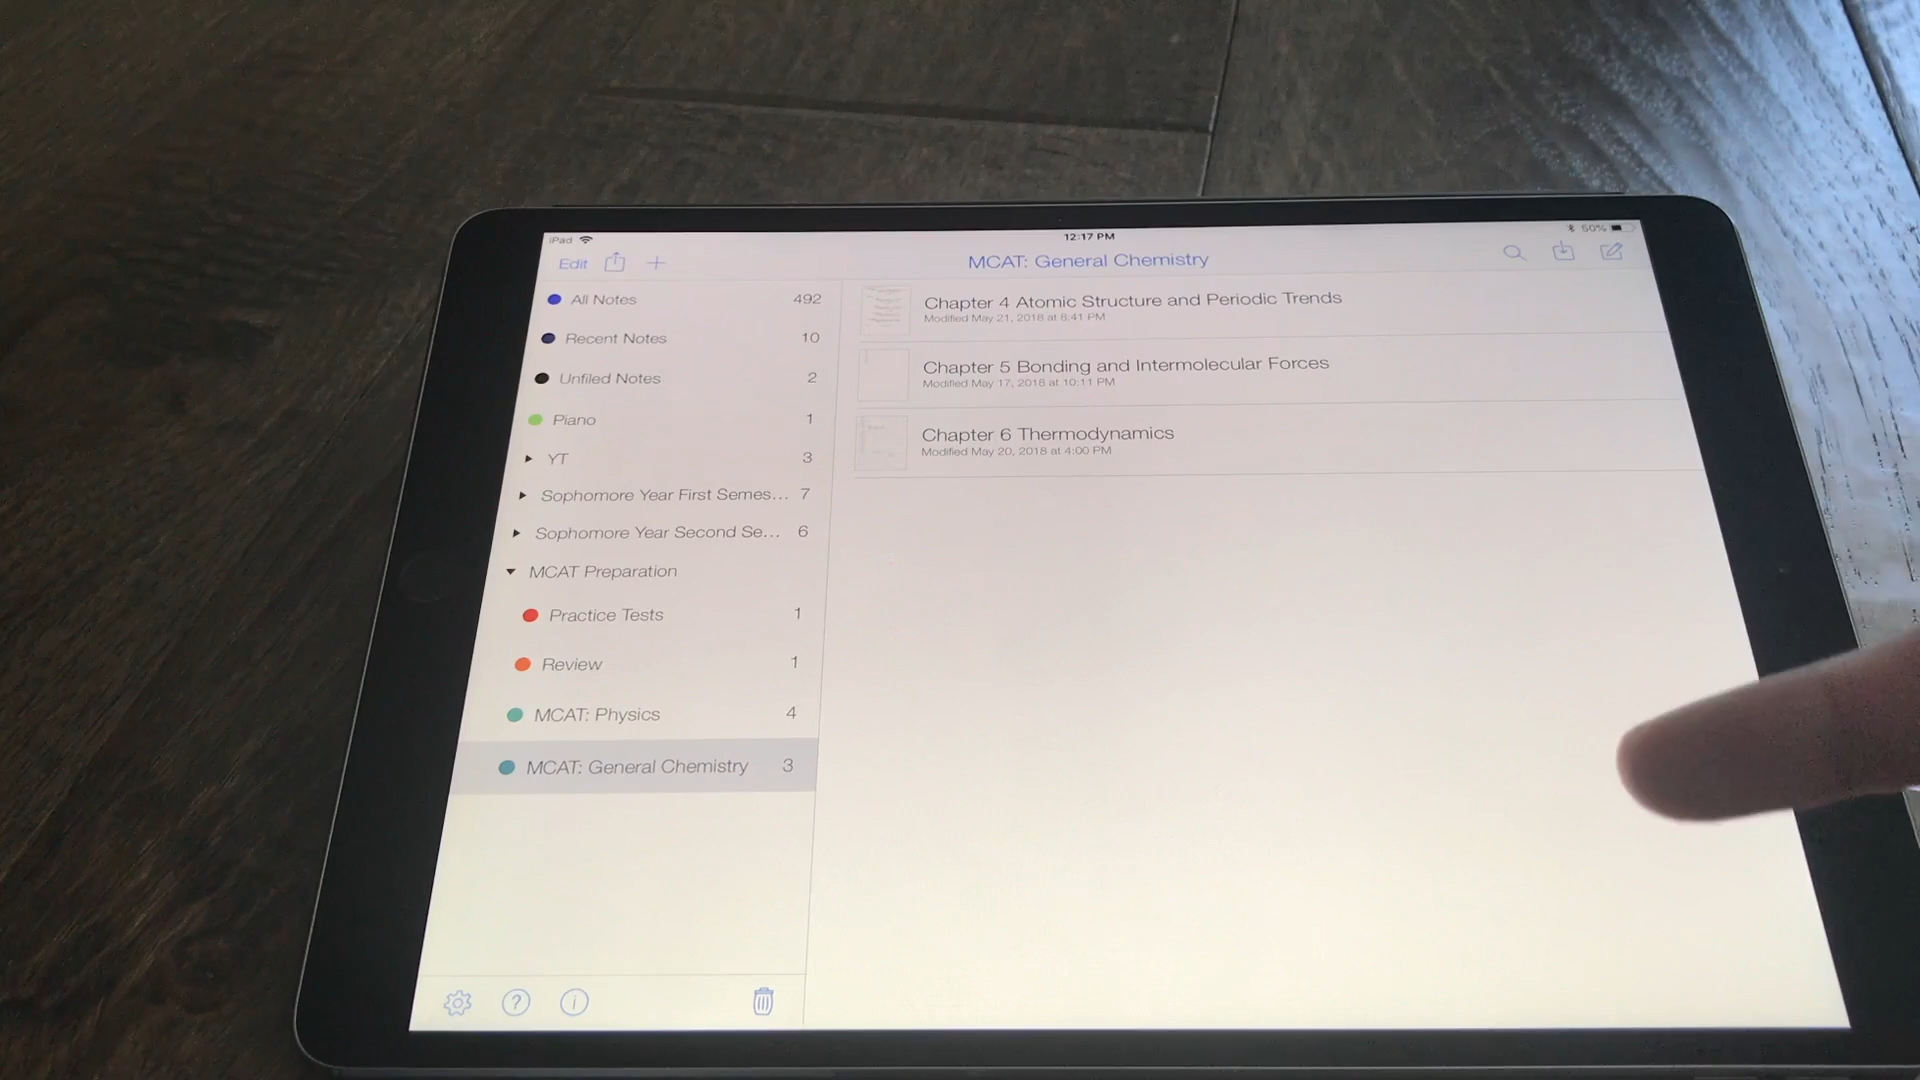 iPad
12:17 PM
50%
Edit
MCAT: General Chemistry
All Notes 492
Recent Notes 10
Unfiled Notes 2
Piano 1
YT 3
Sophomore Year First Semes... 7
Sophomore Year Second Se... 6
MCAT Preparation
Practice Tests 1
Review 1
MCAT: Physics 4
MCAT: General Chemistry 3
Chapter 4 Atomic Structure and Periodic Trends
Modified May 21, 2018 at 8:41 PM
Chapter 5 Bonding and Intermolecular Forces
Modified May 17, 2018 at 10:11 PM
Chapter 6 Thermodynamics
Modified May 20, 2018 at 4:00 PM